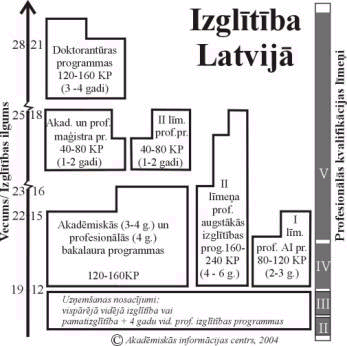 Izglītība
Latvijā
Vecums/ Izglītības ilgums
28 21
25 18
23 16
22 15
19 12
Doktorantūras
programmas
120-160 KP
(3 -4 gadi)
Akad. un prof.
maģistra pr.
40-80 KP
(1-2 gadi)
II līm.
prof.pr.
40-80 KP
(1-2 gadi)
Akadēmiskās (3-4 g.) un
profesionālās (4 g.)
bakalaura programmas
120-160KP
II
līmeņa
prof.
augstākās
izglītības
prog.160-
240 KP
(4 - 6 g.)
I
līm.
prof. AI pr.
80-120 KP
(2-3 g.)
Uzņemšanas nosacījumi:
vispārējā vidējā izglītība vai
pamatizglītība + 4 gadu vid. prof. izglītības programmas
V
IV
III
II
Profesionālās kvalifikācijas līmeņi
© Akadēmiskās informācijas centrs, 2004